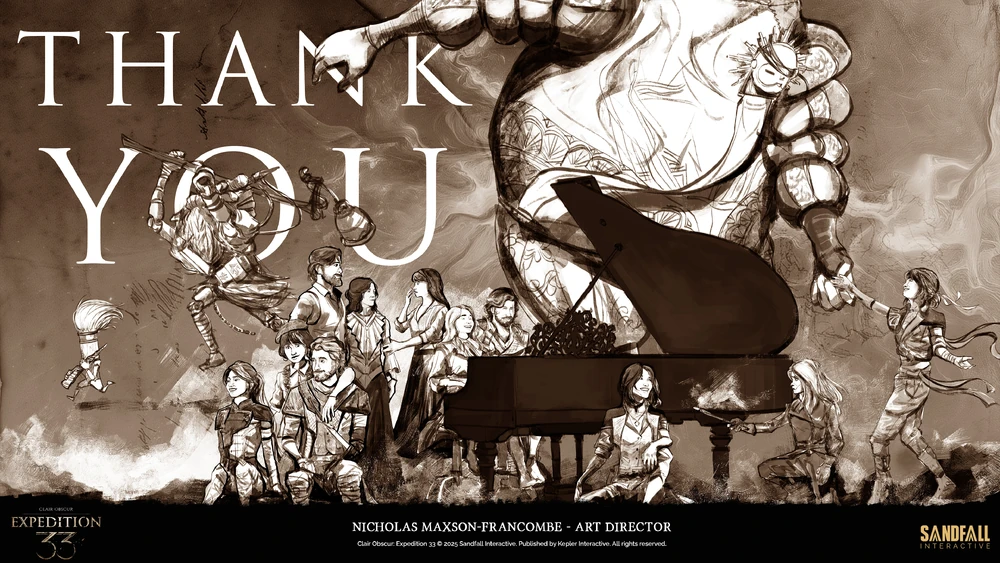 THANK
YOU
CLAIR OBSCUR
EXPEDITION
33
NICHOLAS MAXSON-FRANCOMBE - ART DIRECTOR
Clair Obscur: Expedition 33 © 2025 Sandfall Interactive. Published by Kepler Interactive. All rights reserved.
SANDFALL
INTERACTIVE